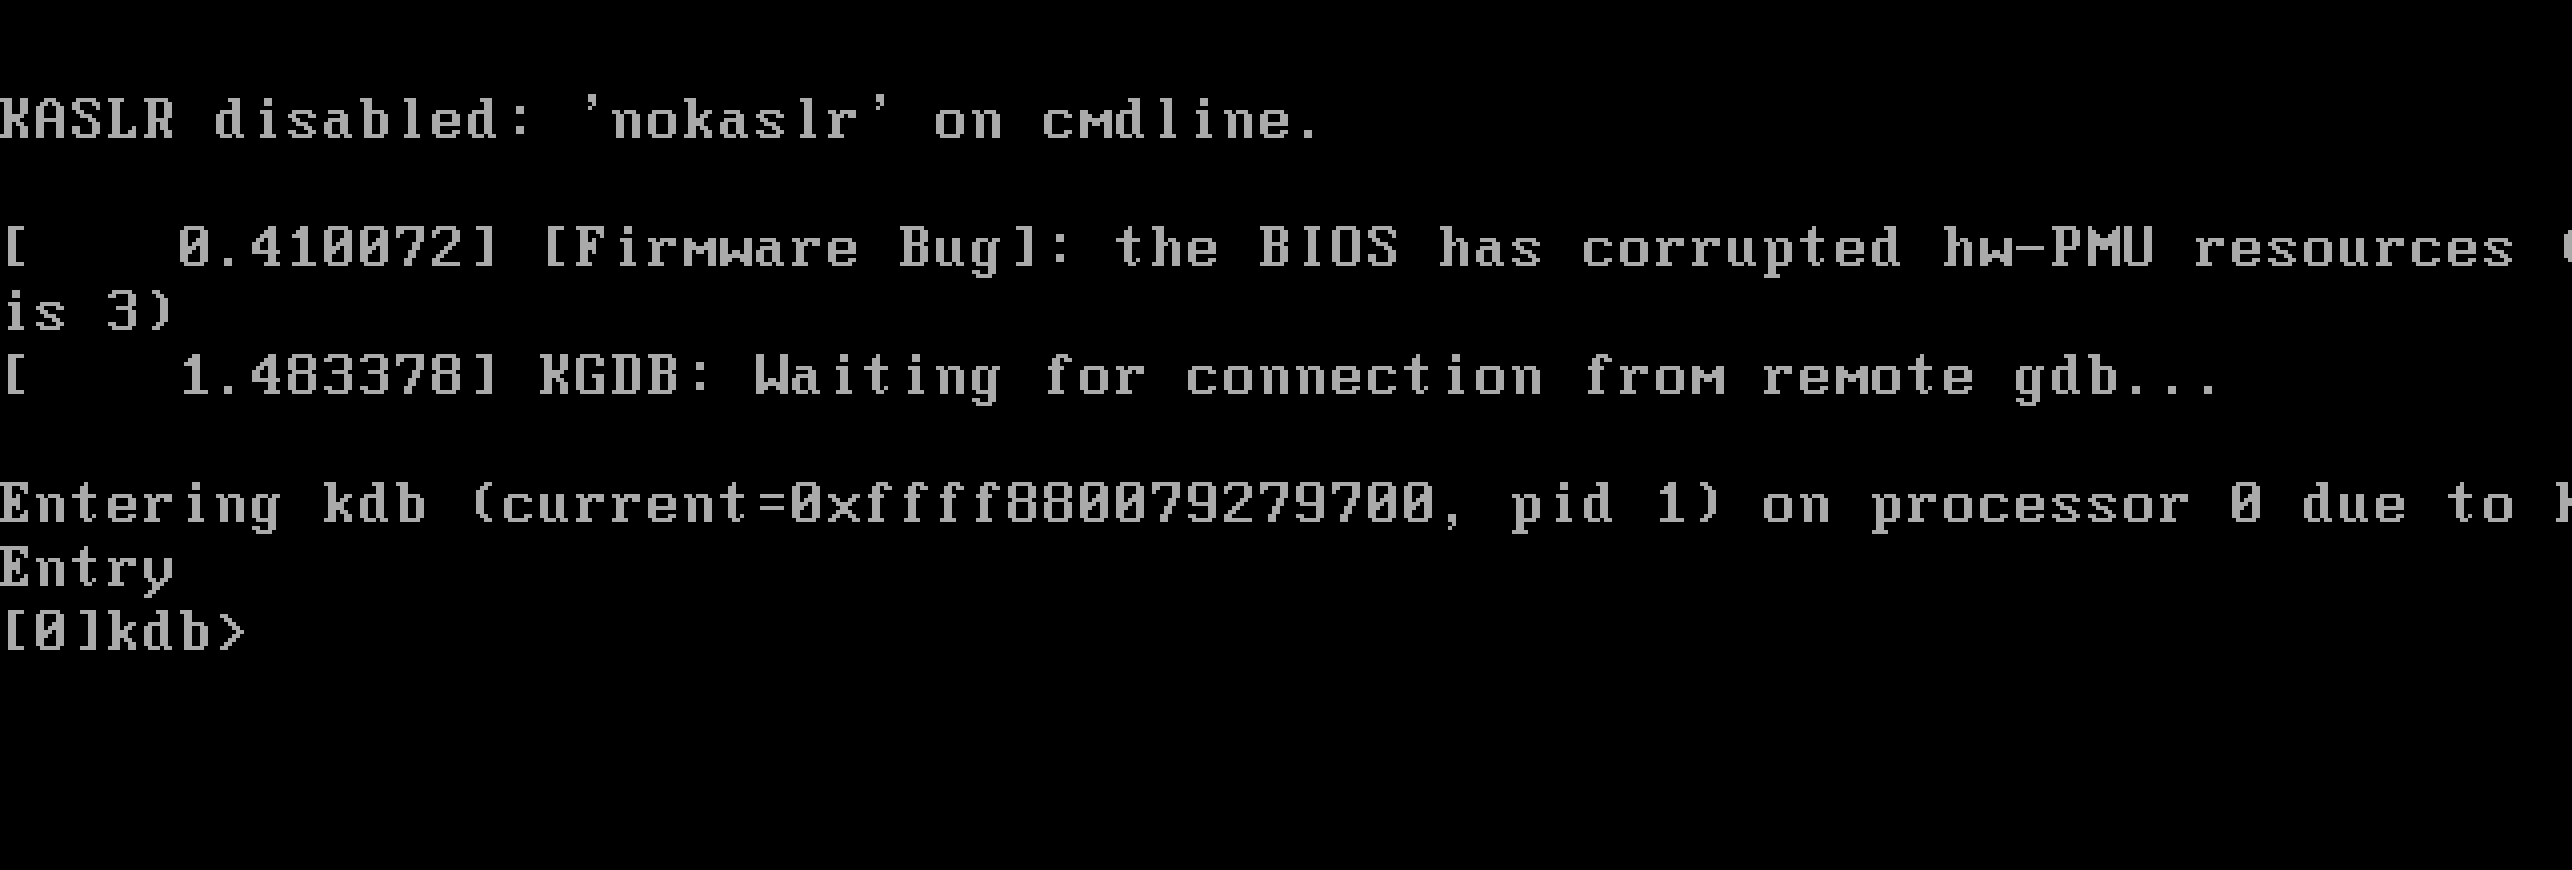 KASLR disabled: 'nokaslr' on cmdline.
[    0.410072] [Firmware Bug]: the BIOS has corrupted hw-PMU resources (
is 3)
[    1.483378] KGDB: Waiting for connection from remote gdb...
Entering kdb (current=0xffff880079279700, pid 1) on processor 0 due to
Entry
[0]kdb>